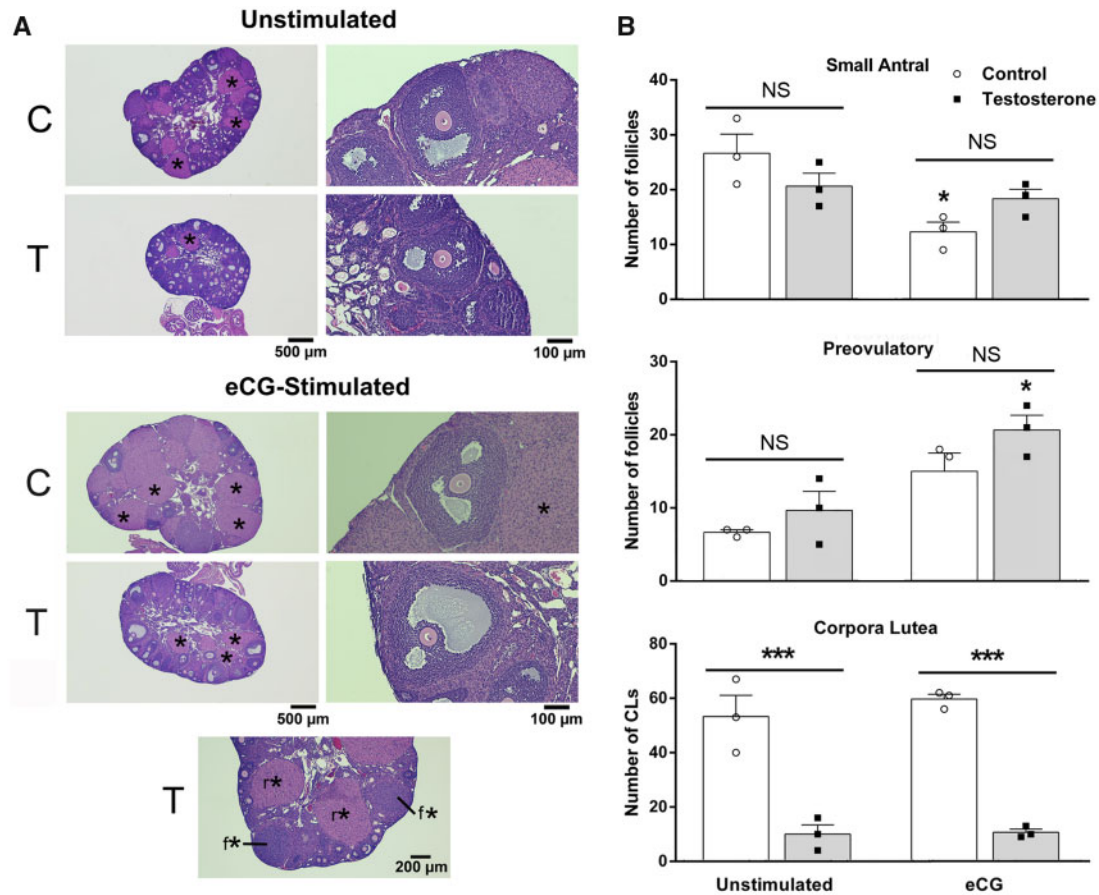 A
Unstimulated
C
*
*
*
T
*
500 µm
100 µm
eCG-Stimulated
C
*
*
*
*
*
T
*
*
*
500 µm
100 µm
T
r*
r*
f*
f*
200 µm
B
Small Antral
Control
Testosterone
Number of follicles
40
30
20
10
0
NS
NS
*
Preovulatory
Number of follicles
30
20
10
0
NS
NS
*
Corpora Lutea
Number of CLs
80
60
40
20
0
***
***
Unstimulated
eCG